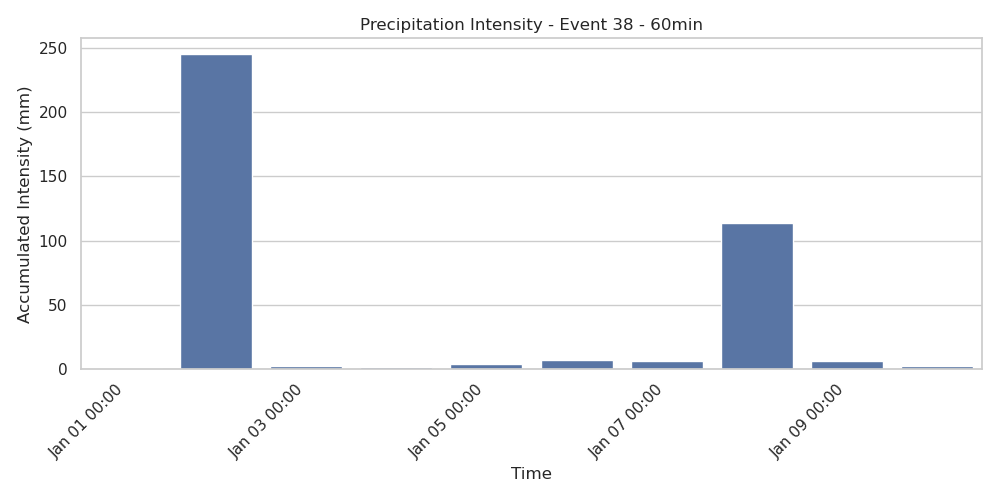 Precipitation Intensity - Event 38 - 60min
Accumulated Intensity (mm)
250
200
150
100
50
0
Jan 01 00:00
Jan 03 00:00
Jan 05 00:00
Jan 07 00:00
Jan 09 00:00
Time